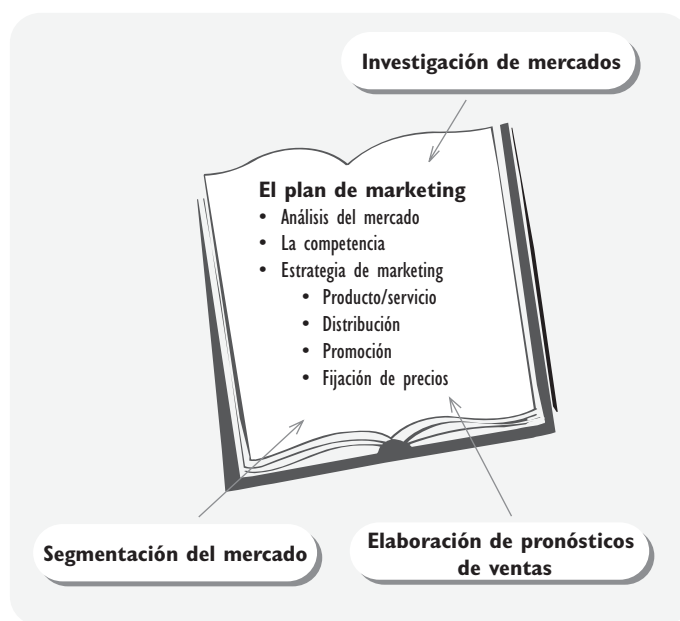 Investigación de mercados
El plan de marketing
• Análisis del mercado
• La competencia
• Estrategia de marketing
• Producto/servicio
• Distribución
• Promoción
• Fijación de precios
Segmentación del mercado
Elaboración de pronósticos
de ventas